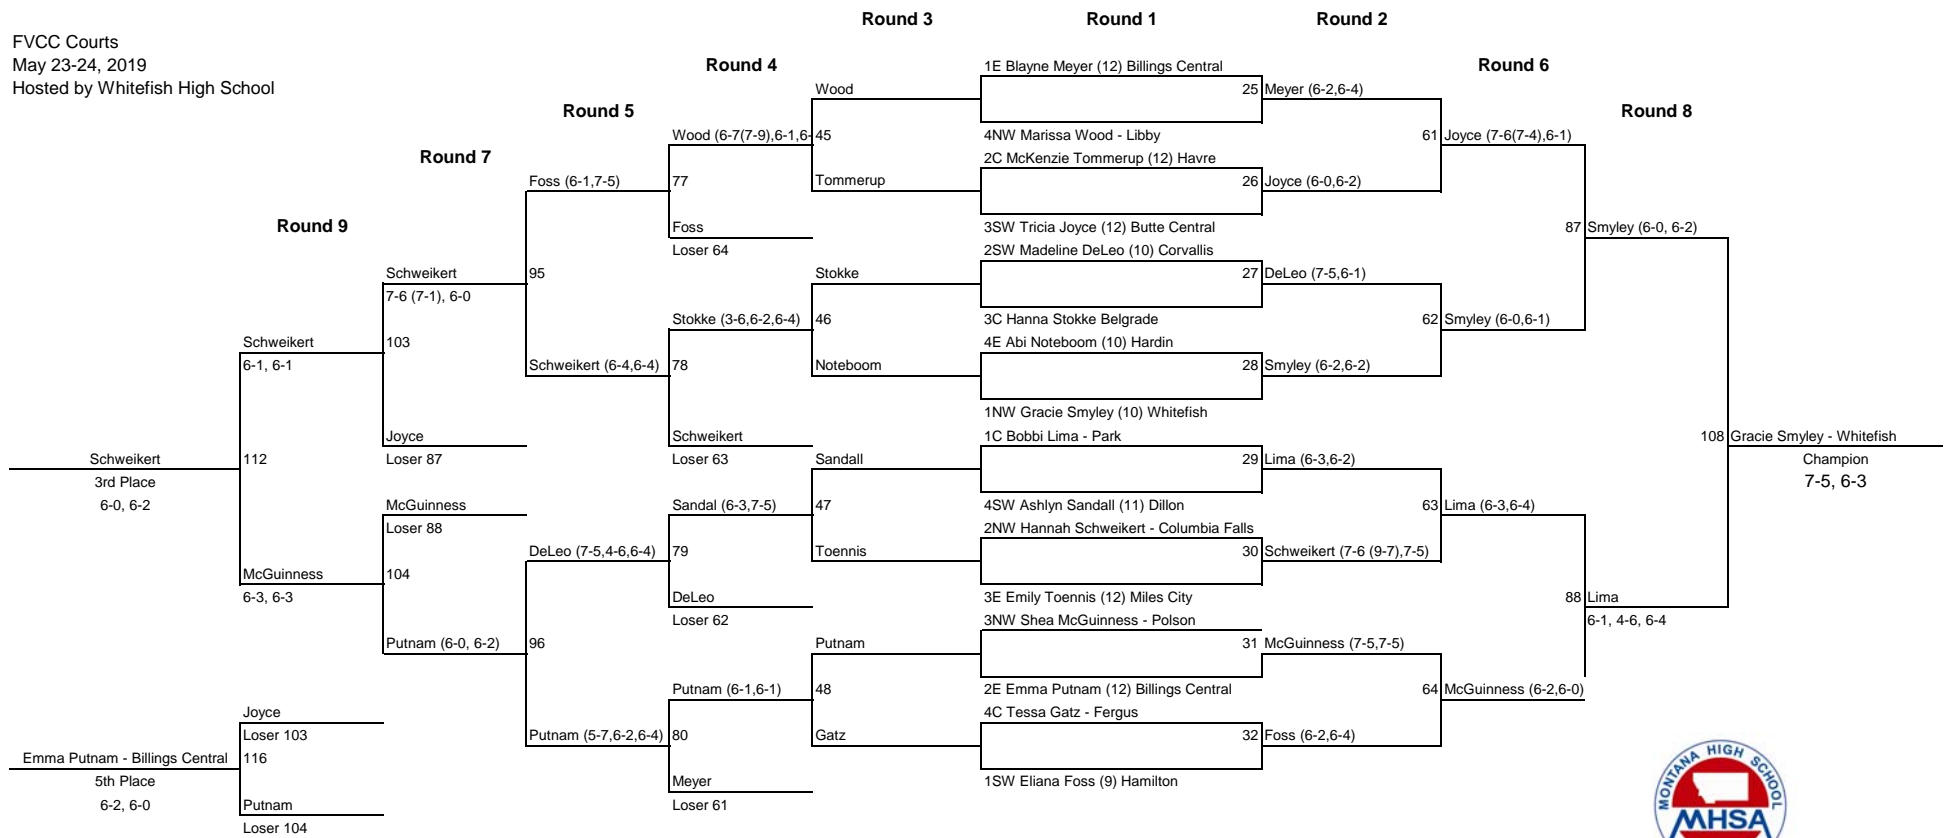 Round 3
Round 1
Round 2
FVCC Courts
May 23-24, 2019
Hosted by Whitefish High School
Round 4
Round 6
Round 5
Round 8
Round 7
Round 9
1E Blayne Meyer (12) Billings Central
25 Meyer (6-2,6-4)
4NW Marissa Wood - Libby
2C McKenzie Tommerup (12) Havre
26 Joyce (6-0,6-2)
3SW Tricia Joyce (12) Butte Central
2SW Madeline DeLeo (10) Corvallis
27 DeLeo (7-5,6-1)
3C Hanna Stokke Belgrade
4E Abi Noteboom (10) Hardin
28 Smyley (6-2,6-2)
1NW Gracie Smyley (10) Whitefish
1C Bobbi Lima - Park
29 Lima (6-3,6-2)
4SW Ashlyn Sandall (11) Dillon
2NW Hannah Schweikert - Columbia Falls
30 Schweikert (7-6 (9-7),7-5)
3E Emily Toennis (12) Miles City
3NW Shea McGuinness - Polson
31 McGuinness (7-5,7-5)
2E Emma Putnam (12) Billings Central
4C Tessa Gatz - Fergus
32 Foss (6-2,6-4)
1SW Eliana Foss (9) Hamilton
61 Joyce (7-6(7-4),6-1)
62 Smyley (6-0,6-1)
63 Lima (6-3,6-4)
64 McGuinness (6-2,6-0)
87 Smyley (6-0, 6-2)
88 Lima
6-1, 4-6, 6-4
108 Gracie Smyley - Whitefish
Champion
7-5, 6-3
Wood
45
Tommerup
Stokke
46
Noteboom
Sandall
47
Toennis
Putnam
48
Gatz
Wood (6-7(7-9),6-1,6-
77
Foss
Loser 64
Stokke (3-6,6-2,6-4)
78
Schweikert
Loser 63
Sandal (6-3,7-5)
79
DeLeo
Loser 62
Putnam (6-1,6-1)
80
Meyer
Loser 61
Foss (6-1,7-5)
95
Schweikert (6-4,6-4)
DeLeo (7-5,4-6,6-4)
96
Putnam (5-7,6-2,6-4)
Schweikert
7-6 (7-1), 6-0
103
Joyce
Loser 87
McGuinness
Loser 88
104
Putnam (6-0, 6-2)
Schweikert
6-1, 6-1
112
McGuinness
6-3, 6-3
Schweikert
3rd Place
6-0, 6-2
Joyce
Loser 103
116
Putnam
Loser 104
Emma Putnam - Billings Central
5th Place
6-2, 6-0
MONTANA HIGH SCHOOL
MHSA